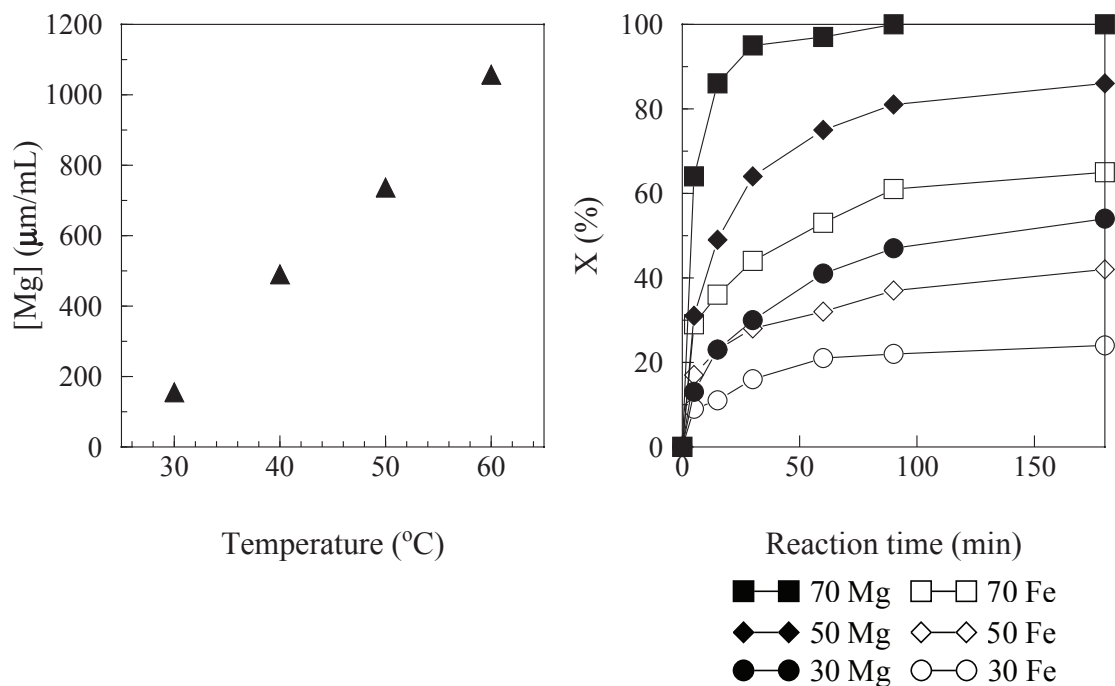 1200
1000
800
600
400
200
0
[Mg] (μm/mL)
30 40 50 60
Temperature (°C)
100
80
60
40
20
0
X (%)
0 50 100 150
Reaction time (min)
70 Mg 70 Fe
50 Mg 50 Fe
30 Mg 30 Fe